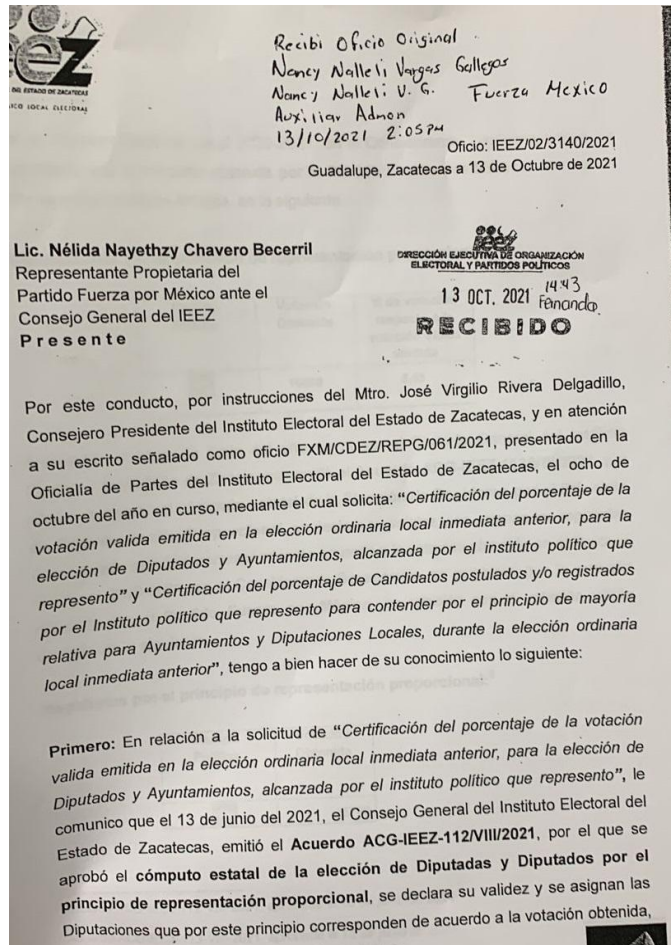 ieez
DEL ESTADO DE ZACATECAS
ICO LOCAL ELECTORAL
Recibi Oficio Original
Nancy Nalleli Vargas Gallegos
Nancy Nalleli V. G. Fuerza Mexico
Auxiliar Admon
13/10/2021 2:05 PM
Oficio: IEEZ/02/3140/2021
Guadalupe, Zacatecas a 13 de Octubre de 2021
Lic. Nélida Nayethzy Chavero Becerril
Representante Propietaria del
Partido Fuerza por México ante el
Consejo General del IEEZ
P r e s e n t e
ieez
DIRECCIÓN EJECUTIVA DE ORGANIZACIÓN
ELECTORAL Y PARTIDOS POLÍTICOS
14:43
13 OCT. 2021 Fernando.
RECIBIDO
Por este conducto, por instrucciones del Mtro. José Virgilio Rivera Delgadillo,
Consejero Presidente del Instituto Electoral del Estado de Zacatecas, y en atención
a su escrito señalado como oficio FXM/CDEZ/REPG/061/2021, presentado en la
Oficialía de Partes del Instituto Electoral del Estado de Zacatecas, el ocho de
octubre del año en curso, mediante el cual solicita: “Certificación del porcentaje de la
votación valida emitida en la elección ordinaria local inmediata anterior, para la
elección de Diputados y Ayuntamientos, alcanzada por el instituto político que
represento” y “Certificación del porcentaje de Candidatos postulados y/o registrados
por el Instituto político que represento para contender por el principio de mayoría
relativa para Ayuntamientos y Diputaciones Locales, durante la elección ordinaria
local inmediata anterior”, tengo a bien hacer de su conocimiento lo siguiente:
Primero: En relación a la solicitud de “Certificación del porcentaje de la votación
valida emitida en la elección ordinaria local inmediata anterior, para la elección de
Diputados y Ayuntamientos, alcanzada por el instituto político que represento”, le
comunico que el 13 de junio del 2021, el Consejo General del Instituto Electoral del
Estado de Zacatecas, emitió el Acuerdo ACG-IEEZ-112/VIII/2021, por el que se
aprobó el cómputo estatal de la elección de Diputadas y Diputados por el
principio de representación proporcional, se declara su validez y se asignan las
Diputaciones que por este principio corresponden de acuerdo a la votación obtenida,